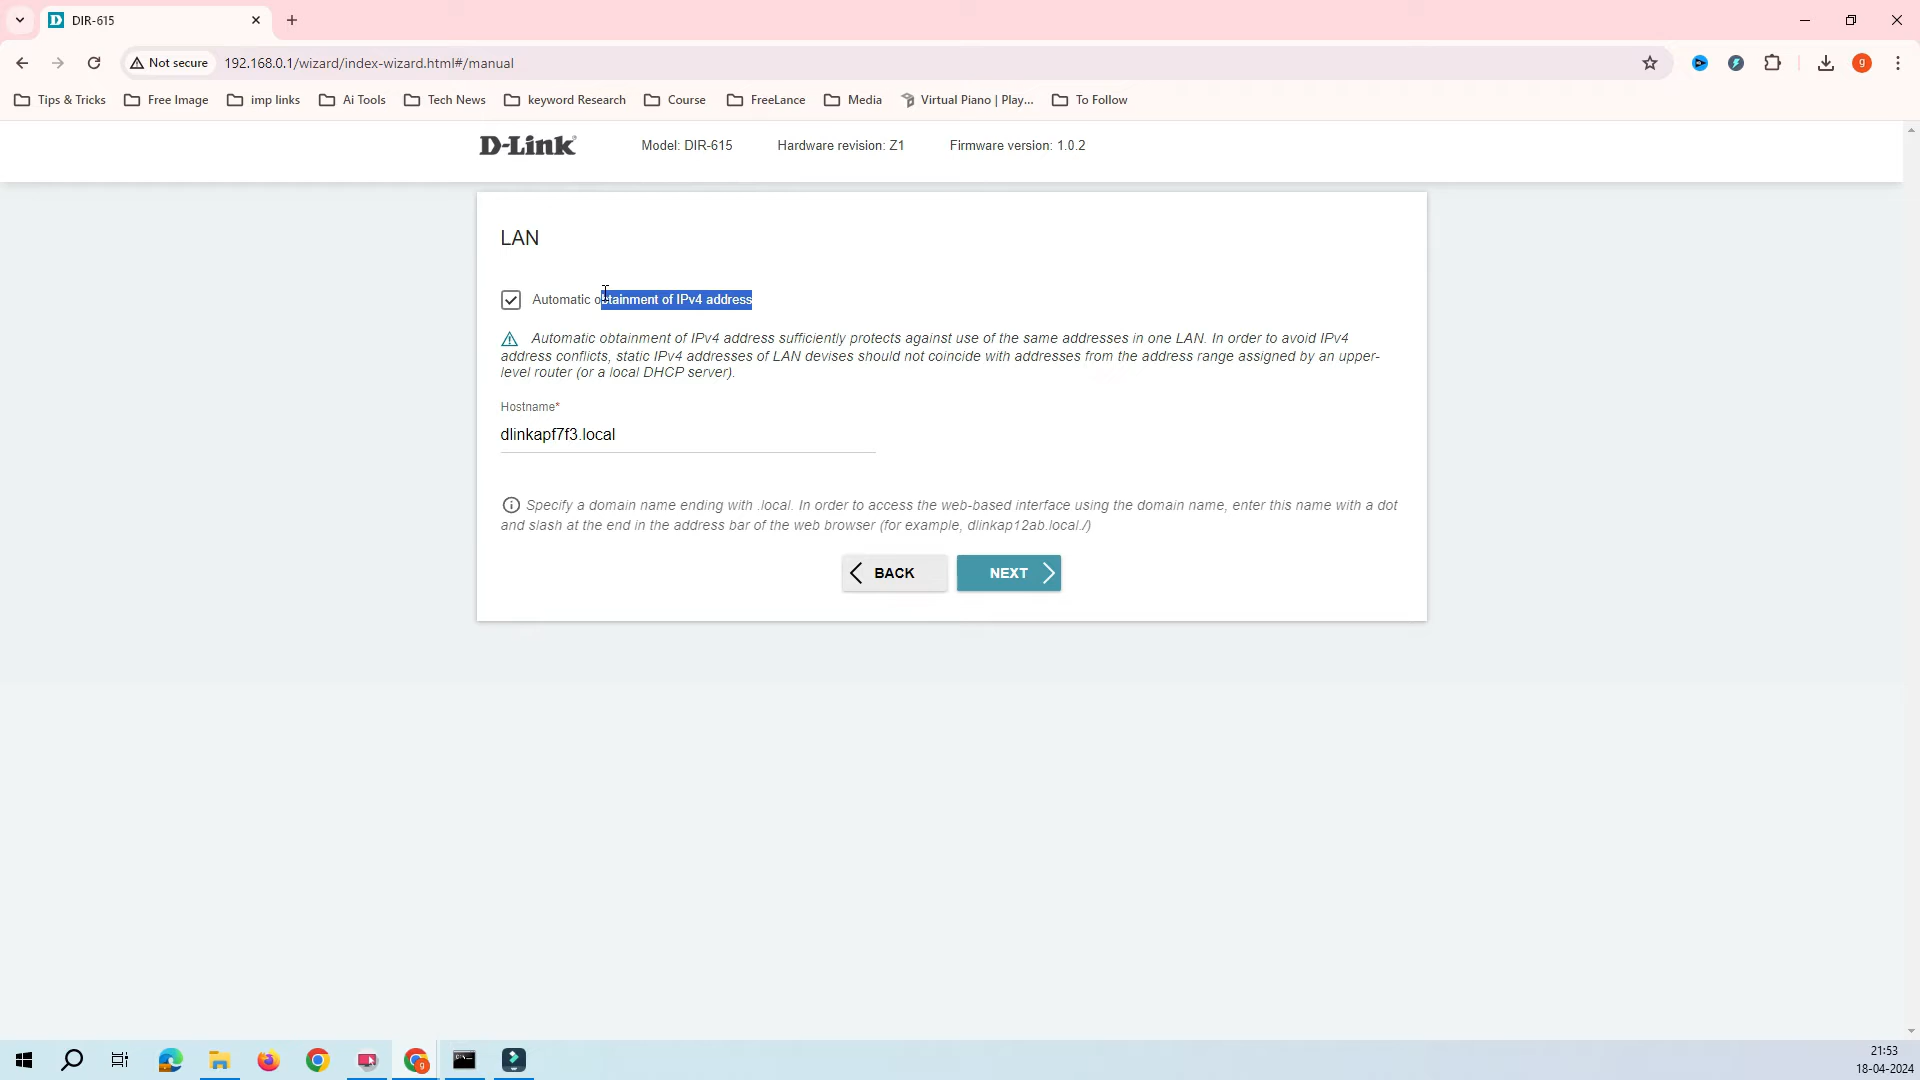 DIR-615
Not secure
192.168.0.1/wizard/index-wizard.html#/manual
g
Tips & Tricks
Free Image
imp links
Ai Tools
Tech News
keyword Research
Course
FreeLance
Media
Virtual Piano | Play...
To Follow
D-Link
Model: DIR-615
Hardware revision: Z1
Firmware version: 1.0.2
LAN
Automatic obtainment of IPv4 address
Automatic obtainment of IPv4 address sufficiently protects against use of the same addresses in one LAN. In order to avoid IPv4
address conflicts, static IPv4 addresses of LAN devises should not coincide with addresses from the address range assigned by an upper-
level router (or a local DHCP server).
Hostname*
dlinkapf7f3.local
Specify a domain name ending with .local. In order to access the web-based interface using the domain name, enter this name with a dot
and slash at the end in the address bar of the web browser (for example, dlinkap12ab.local./)
BACK
NEXT
21:53
18-04-2024